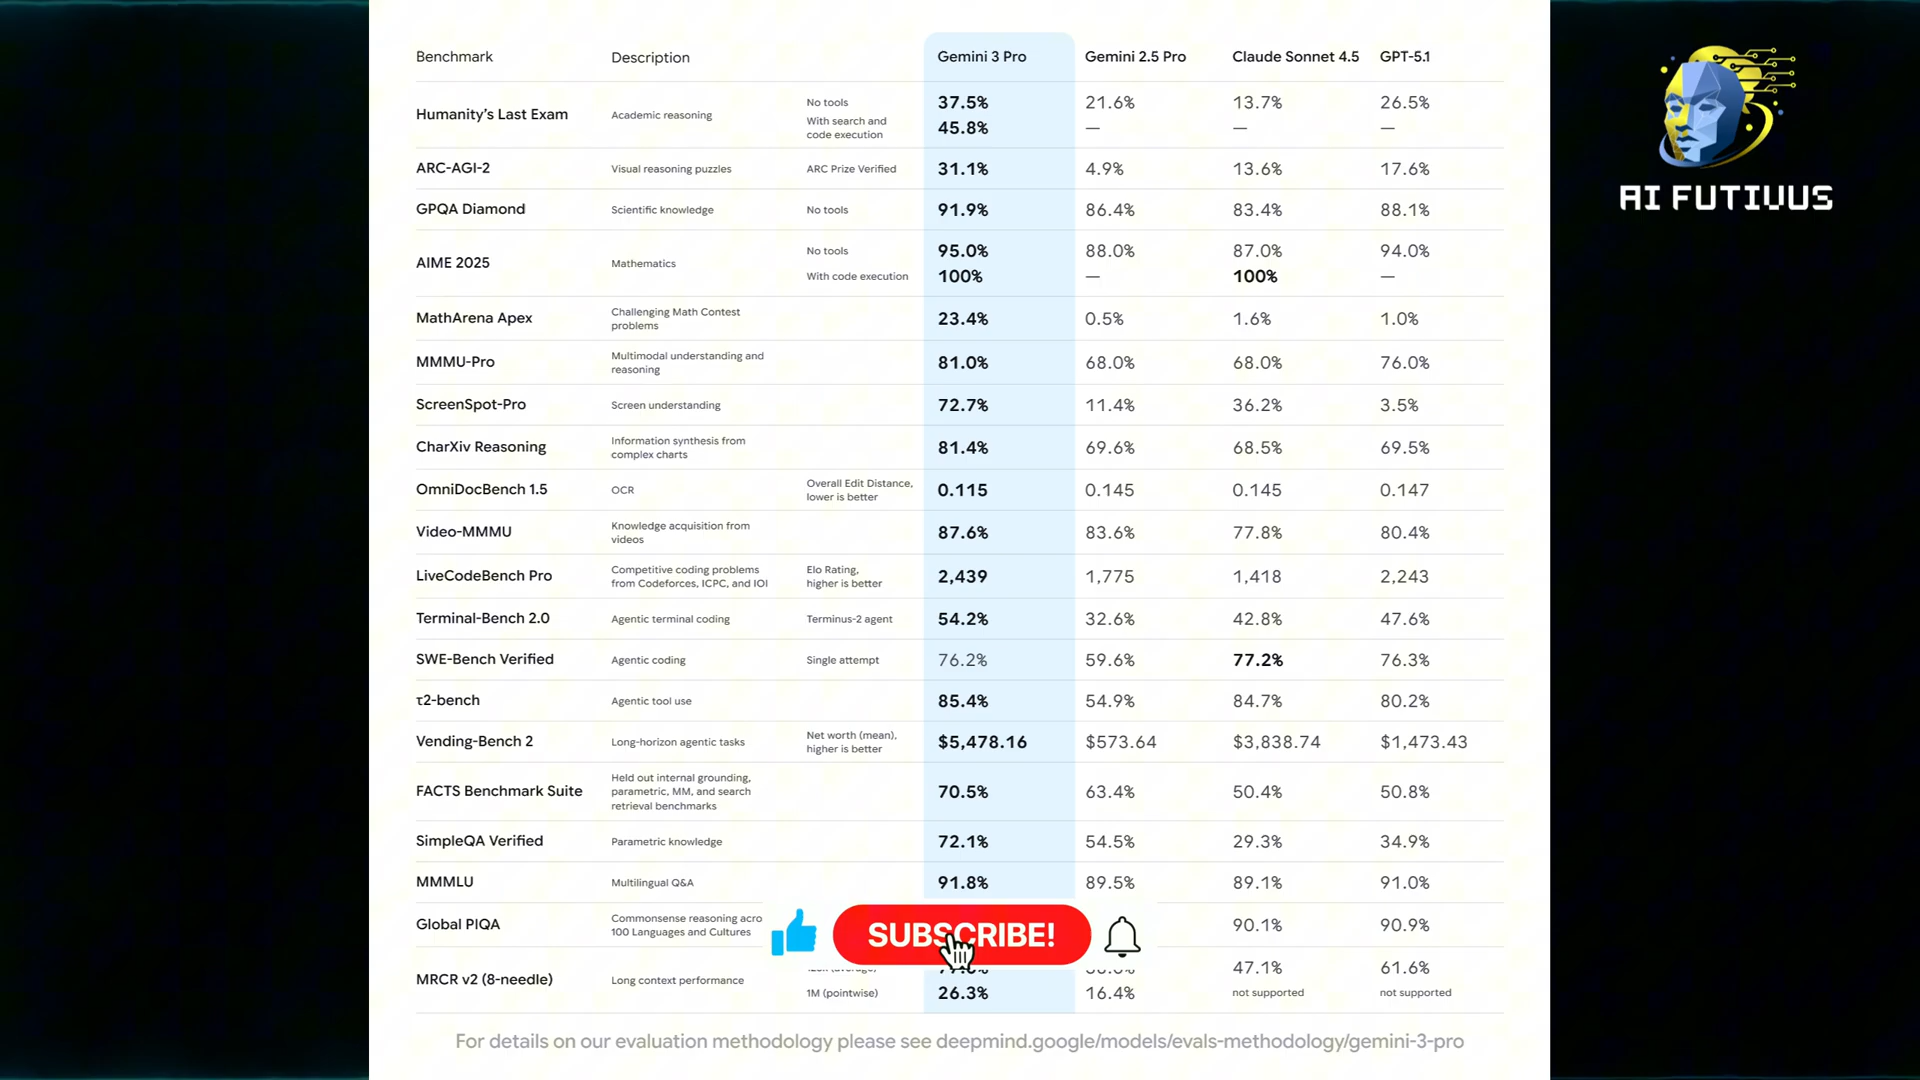 Benchmark Description Gemini 3 Pro Gemini 2.5 Pro Claude Sonnet 4.5 GPT-5.1
Humanity's Last Exam Academic reasoning No tools 37.5% 21.6% 13.7% 26.5%
With search and
code execution 45.8% — — —
ARC-AGI-2 Visual reasoning puzzles ARC Prize Verified 31.1% 4.9% 13.6% 17.6%
GPQA Diamond Scientific knowledge No tools 91.9% 86.4% 83.4% 88.1%
AIME 2025 Mathematics No tools 95.0% 88.0% 87.0% 94.0%
With code execution 100% — 100% —
MathArena Apex Challenging Math Contest
problems 23.4% 0.5% 1.6% 1.0%
MMMU-Pro Multimodal understanding and
reasoning 81.0% 68.0% 68.0% 76.0%
ScreenSpot-Pro Screen understanding 72.7% 11.4% 36.2% 3.5%
CharXiv Reasoning Information synthesis from
complex charts 81.4% 69.6% 68.5% 69.5%
OmniDocBench 1.5 OCR Overall Edit Distance,
lower is better 0.115 0.145 0.145 0.147
Video-MMMU Knowledge acquisition from
videos 87.6% 83.6% 77.8% 80.4%
LiveCodeBench Pro Competitive coding problems
from Codeforces, ICPC, and IOI Elo Rating,
higher is better 2,439 1,775 1,418 2,243
Terminal-Bench 2.0 Agentic terminal coding Terminus-2 agent 54.2% 32.6% 42.8% 47.6%
SWE-Bench Verified Agentic coding Single attempt 76.2% 59.6% 77.2% 76.3%
τ2-bench Agentic tool use 85.4% 54.9% 84.7% 80.2%
Vending-Bench 2 Long-horizon agentic tasks Net worth (mean),
higher is better $5,478.16 $573.64 $3,838.74 $1,473.43
FACTS Benchmark Suite Held out internal grounding,
parametric, MM, and search
retrieval benchmarks 70.5% 63.4% 50.4% 50.8%
SimpleQA Verified Parametric knowledge 72.1% 54.5% 29.3% 34.9%
MMMLU Multilingual Q&A 91.8% 89.5% 89.1% 91.0%
Global PIQA Commonsense reasoning acro
100 Languages and Cultures 90.1% 90.9%
SUBSCRIBE!
MRCR v2 (8-needle) Long context performance 47.1% 61.6%
1M (pointwise) 26.3% 16.4% not supported not supported
For details on our evaluation methodology please see deepmind.google/models/evals-methodology/gemini-3-pro
AI FUTIVUS